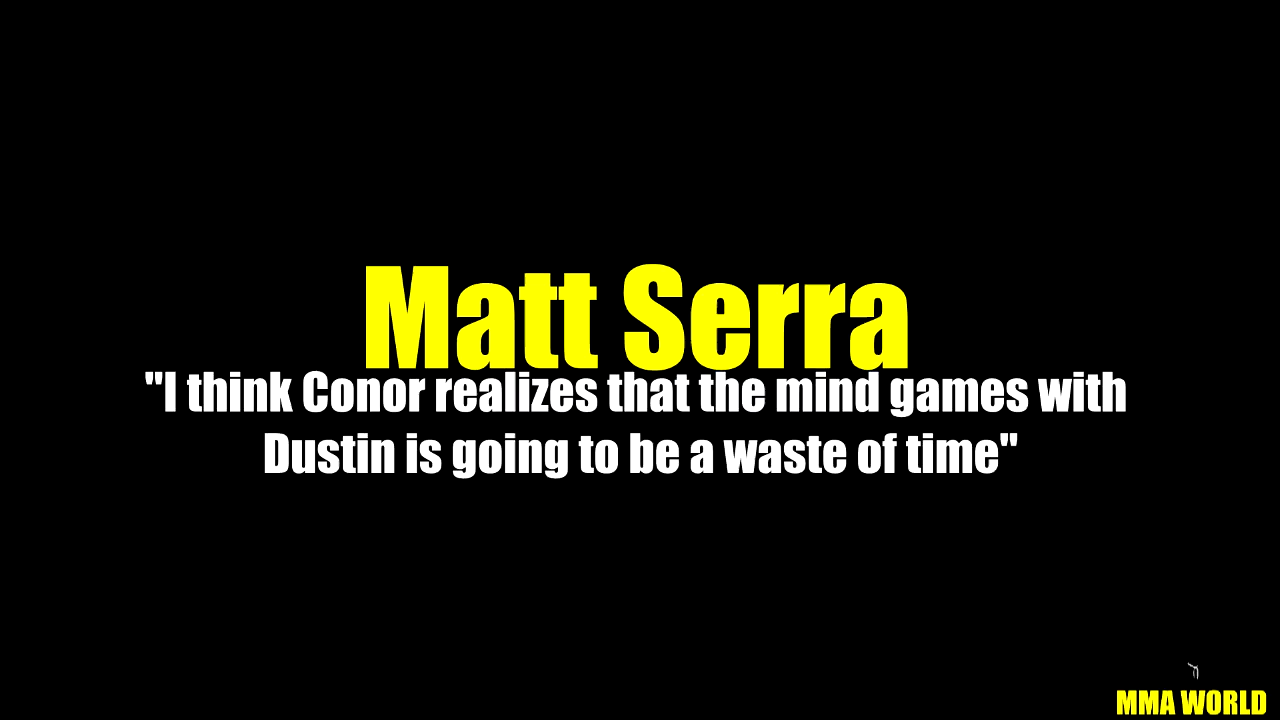 Matt Serra
"I think Conor realizes that the mind games with
Dustin is going to be a waste of time"
MMA WORLD